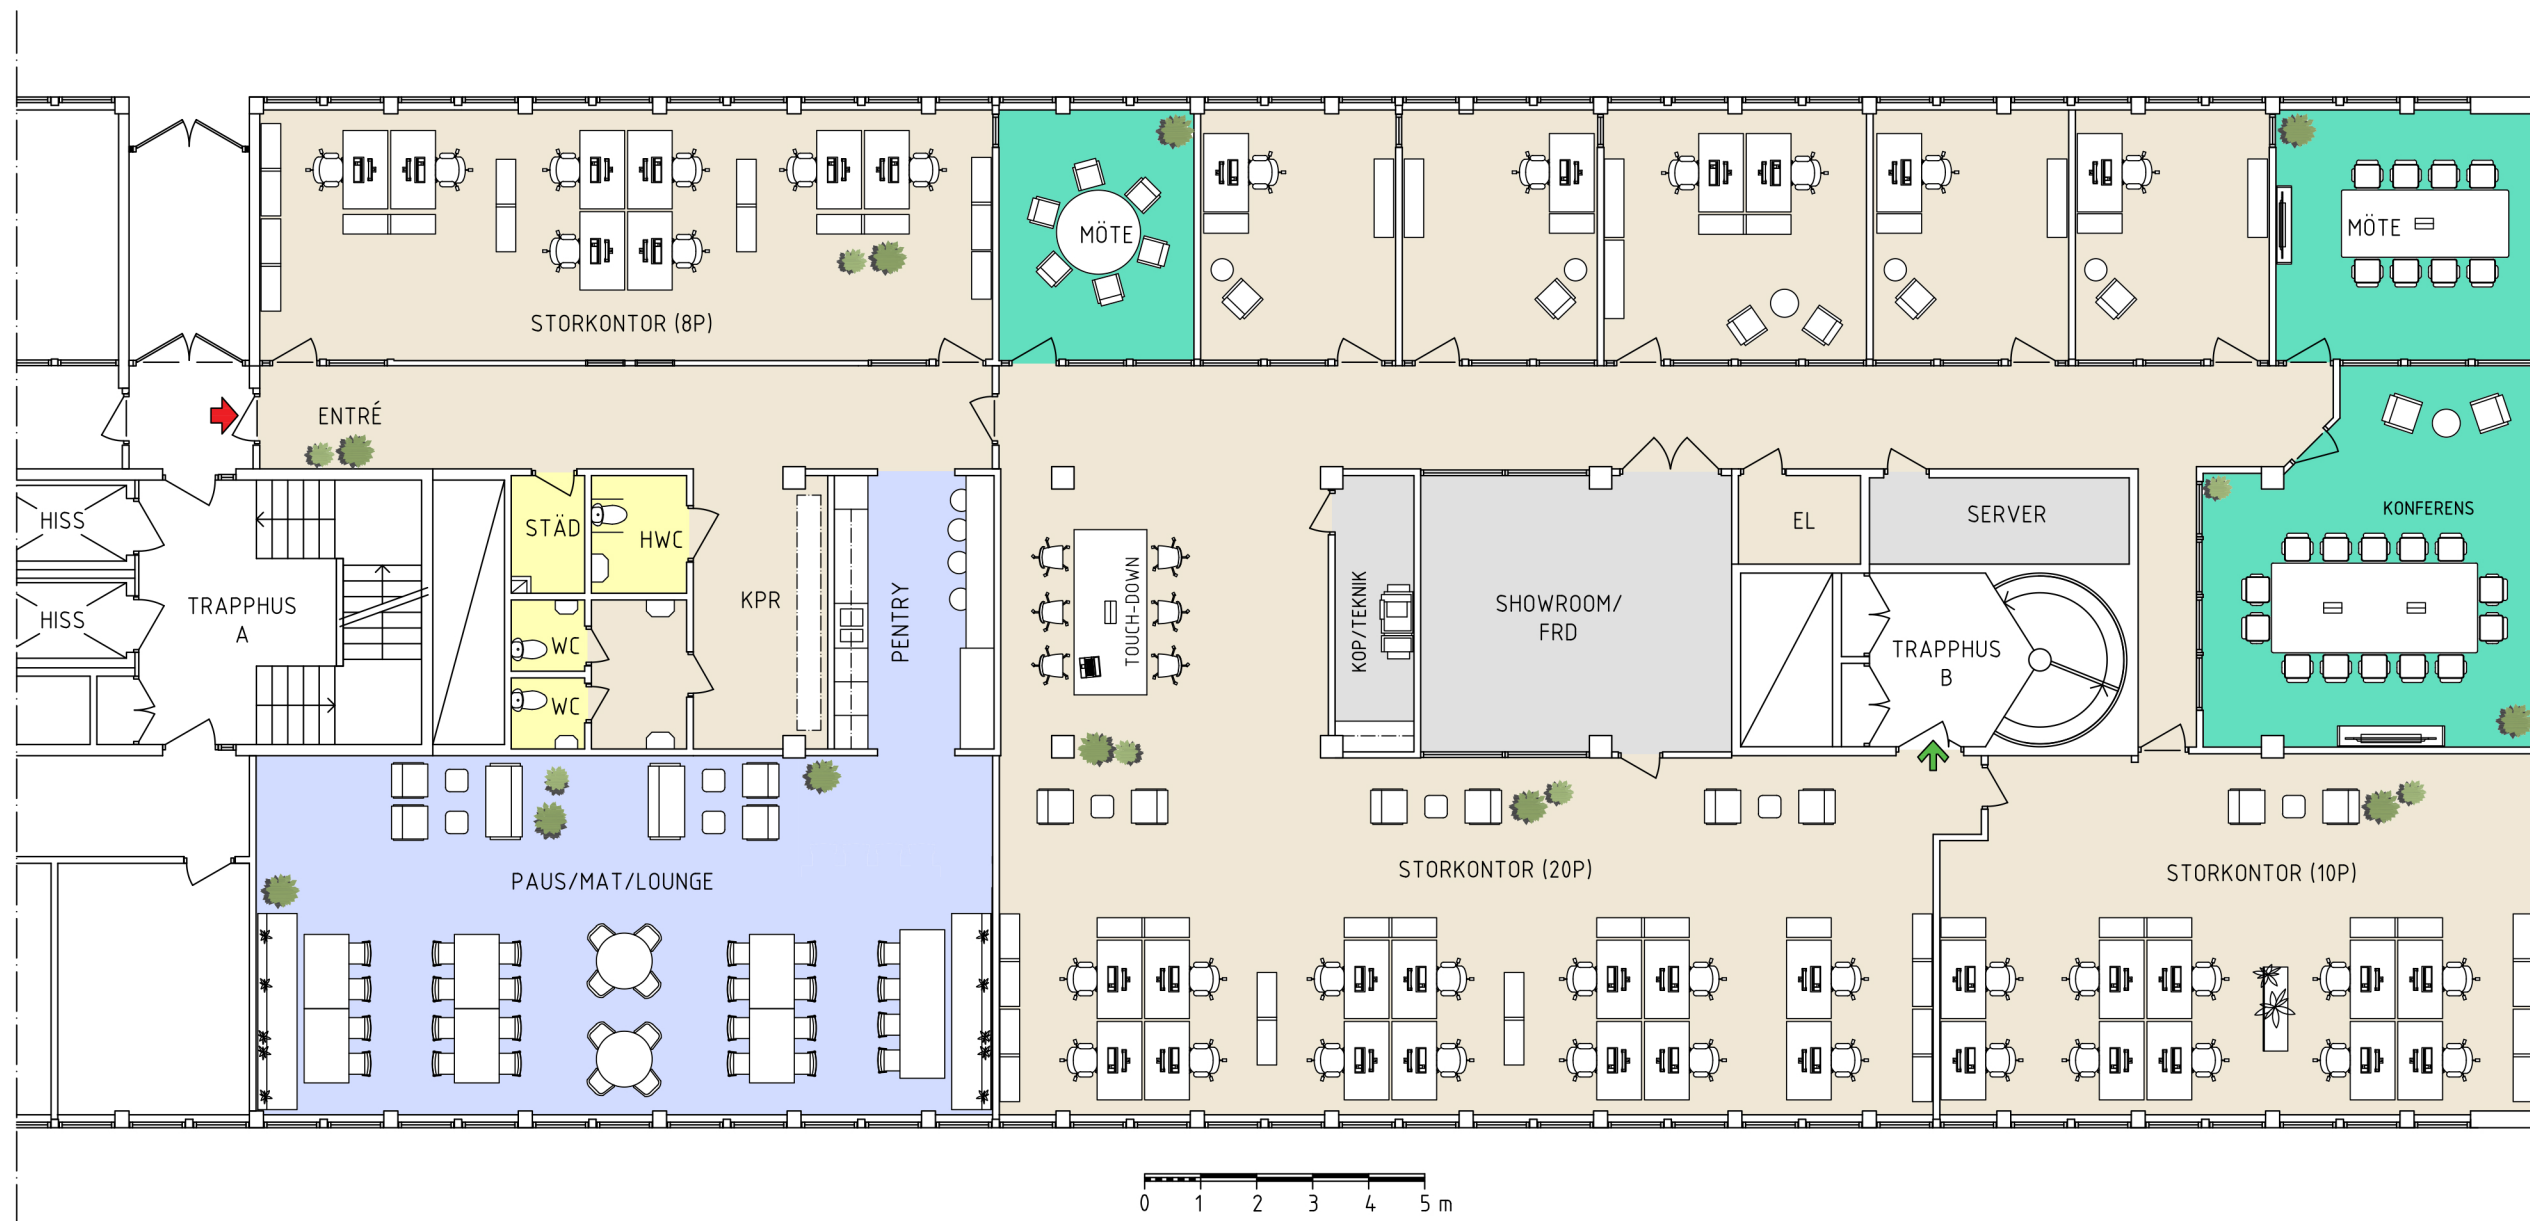 MÖTE
MÖTE
STORKONTOR (8P)
ENTRÉ
HISS
STÄD
HWC
KONFERENS
EL
SERVER
HISS
TRAPPHUS
A
KPR
PENTRY
TOUCH-DOWN
KOP/TEKNIK
SHOWROOM/
FRD
WC
WC
TRAPPHUS
B
PAUS/MAT/LOUNGE
STORKONTOR (20P)
STORKONTOR (10P)
0 1 2 3 4 5 m